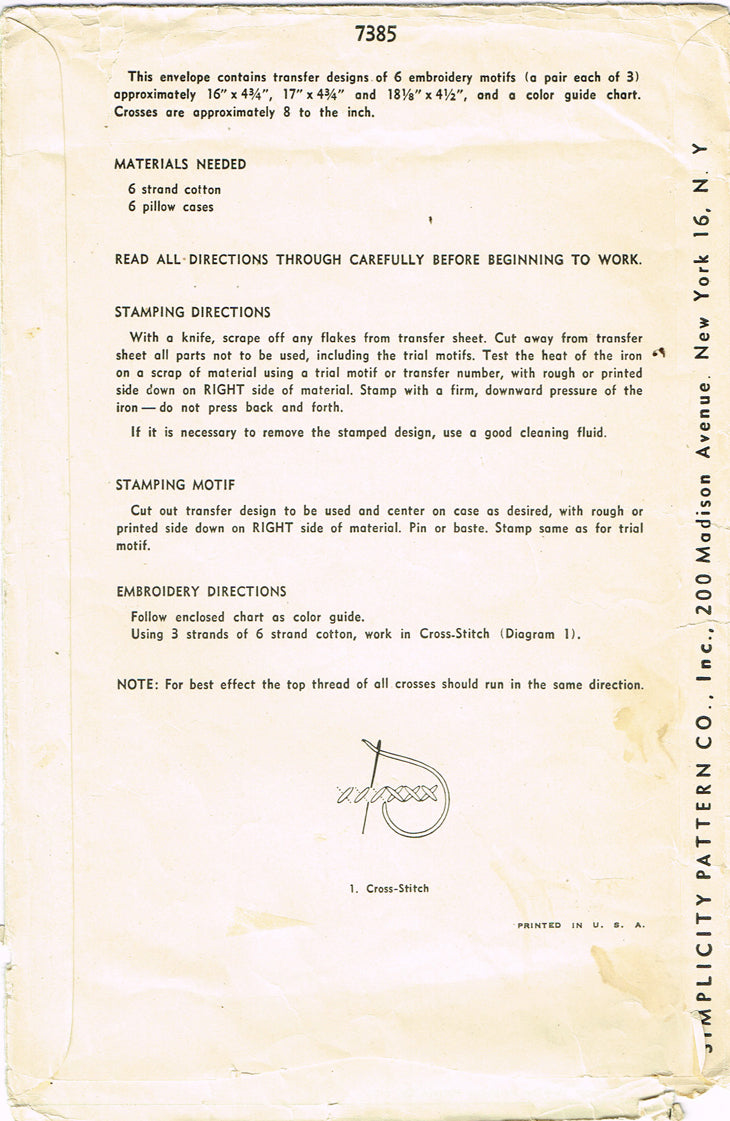 7385
This envelope contains transfer designs of 6 embroidery motifs (a pair each of 3)
approximately 16" x 4¾", 17" x 4¾" and 18⅛" x 4½", and a color guide chart.
Crosses are approximately 8 to the inch.
MATERIALS NEEDED
6 strand cotton
6 pillow cases
READ ALL DIRECTIONS THROUGH CAREFULLY BEFORE BEGINNING TO WORK.
STAMPING DIRECTIONS
With a knife, scrape off any flakes from transfer sheet. Cut away from transfer
sheet all parts not to be used, including the trial motifs. Test the heat of the iron
on a scrap of material using a trial motif or transfer number, with rough or printed
side down on RIGHT side of material. Stamp with a firm, downward pressure of the
iron — do not press back and forth.
If it is necessary to remove the stamped design, use a good cleaning fluid.
STAMPING MOTIF
Cut out transfer design to be used and center on case as desired, with rough or
printed side down on RIGHT side of material. Pin or baste. Stamp same as for trial
motif.
EMBROIDERY DIRECTIONS
Follow enclosed chart as color guide.
Using 3 strands of 6 strand cotton, work in Cross-Stitch (Diagram 1).
NOTE: For best effect the top thread of all crosses should run in the same direction.
1. Cross-Stitch
PRINTED IN U. S. A.
SIMPLICITY PATTERN CO., Inc., 200 Madison Avenue. New York 16, N. Y